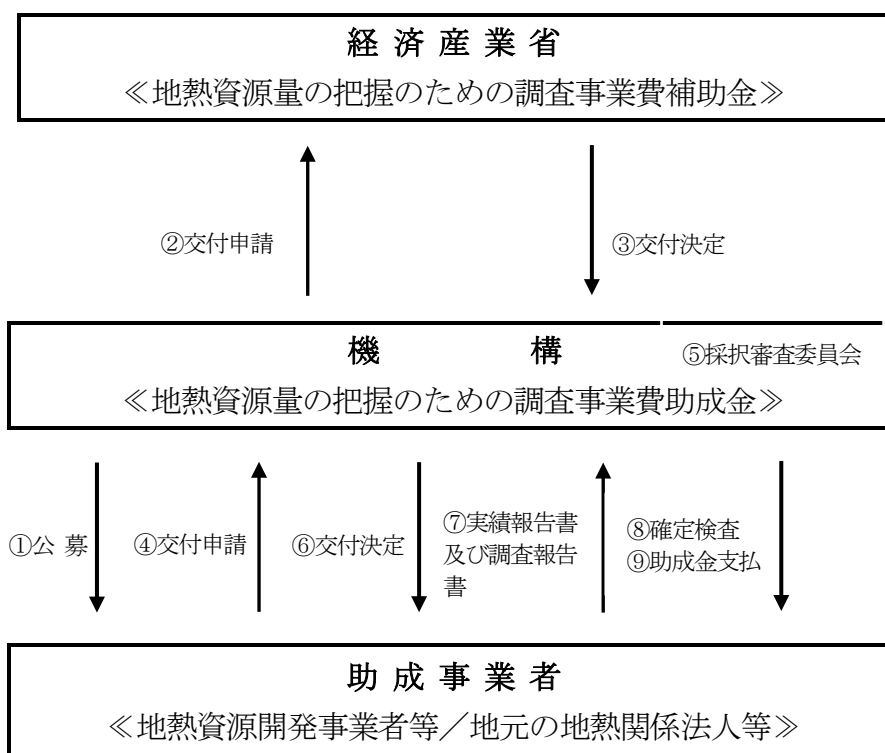 経 済 産 業 省
≪地熱資源量の把握のための調査事業費補助金≫
②交付申請
③交付決定
機 構
⑤採択審査委員会
≪地熱資源量の把握のための調査事業費助成金≫
①公 募
④交付申請
⑥交付決定
⑦実績報告書
及び調査報告
書
⑧確定検査
⑨助成金支払
助 成 事 業 者
≪地熱資源開発事業者等／地元の地熱関係法人等≫